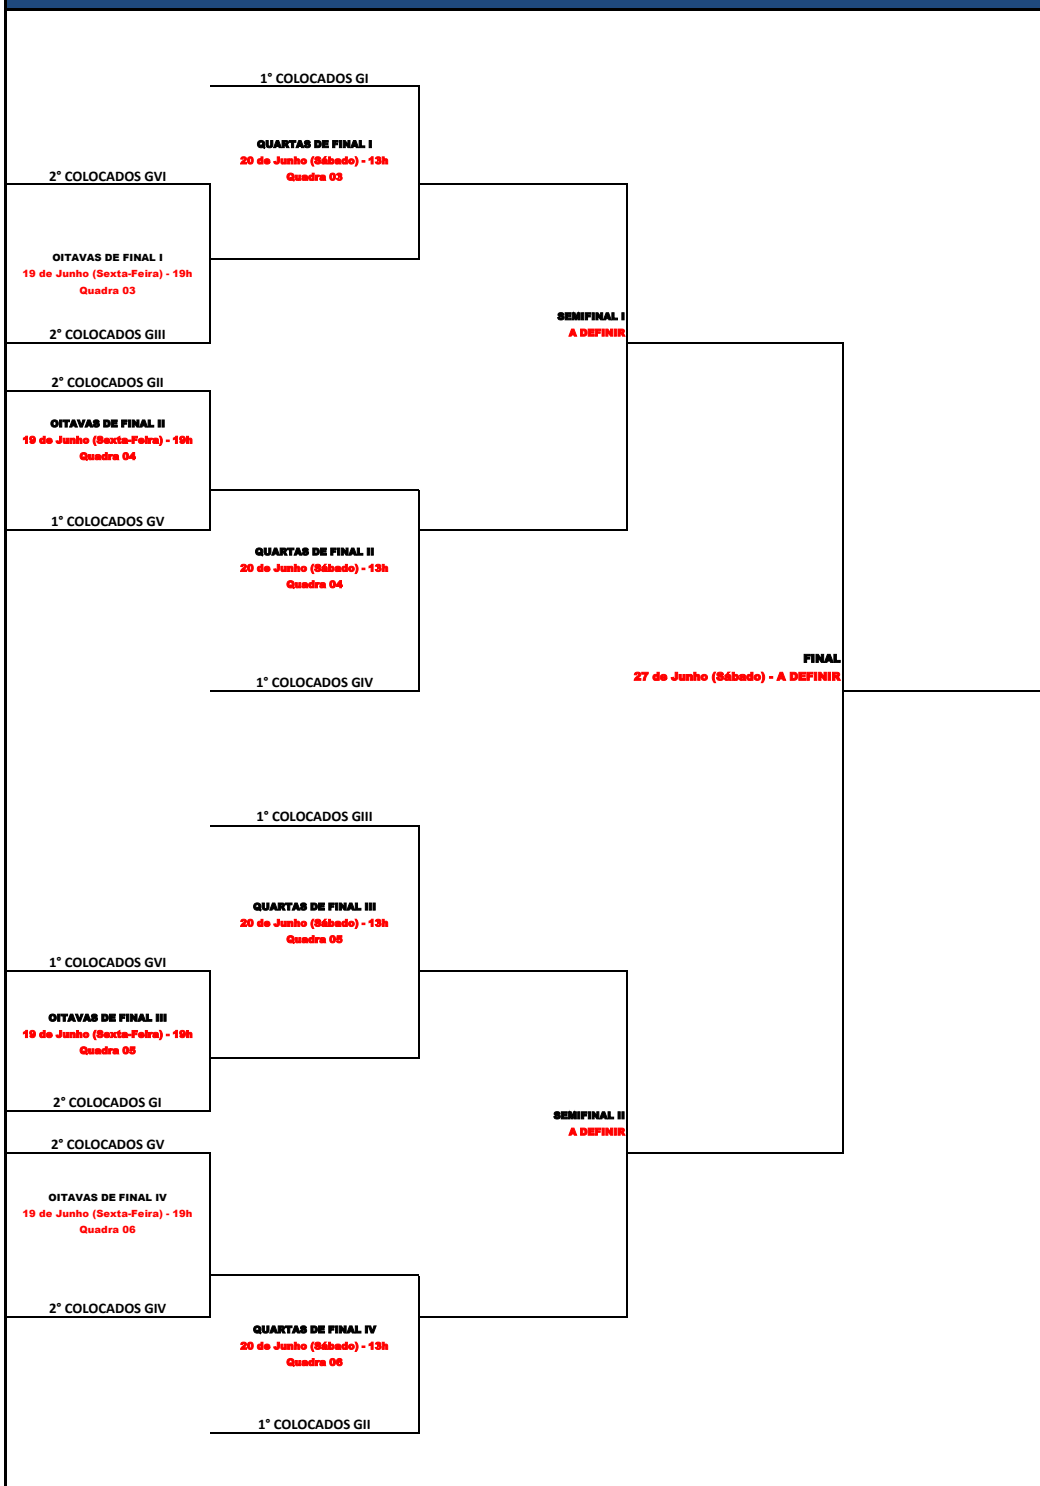 1° COLOCADOS GI
QUARTAS DE FINAL I
20 de Junho (Sábado) - 13h
Quadra 03
2° COLOCADOS GVI
OITAVAS DE FINAL I
19 de Junho (Sexta-Feira) - 19h
Quadra 03
2° COLOCADOS GIII
SEMIFINAL I
A DEFINIR
2° COLOCADOS GII
OITAVAS DE FINAL II
19 de Junho (Sexta-Feira) - 19h
Quadra 04
1° COLOCADOS GV
QUARTAS DE FINAL II
20 de Junho (Sábado) - 13h
Quadra 04
1° COLOCADOS GIV
FINAL
27 de Junho (Sábado) - A DEFINIR
1° COLOCADOS GIII
QUARTAS DE FINAL III
20 de Junho (Sábado) - 13h
Quadra 05
1° COLOCADOS GVI
OITAVAS DE FINAL III
19 de Junho (Sexta-Feira) - 19h
Quadra 05
2° COLOCADOS GI
SEMIFINAL II
A DEFINIR
2° COLOCADOS GV
OITAVAS DE FINAL IV
19 de Junho (Sexta-Feira) - 19h
Quadra 06
2° COLOCADOS GIV
QUARTAS DE FINAL IV
20 de Junho (Sábado) - 13h
Quadra 06
1° COLOCADOS GII